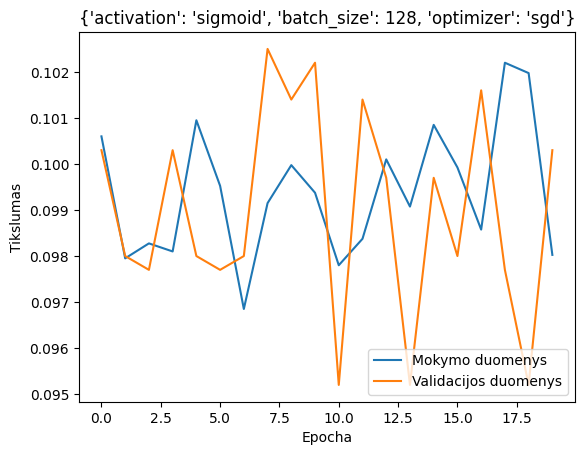 {'activation': 'sigmoid', 'batch_size': 128, 'optimizer': 'sgd'}
Tikslumas
0.102
0.101
0.100
0.099
0.098
0.097
0.096
0.095
Mokymo duomenys
Validacijos duomenys
0.0 2.5 5.0 7.5 10.0 12.5 15.0 17.5
Epocha